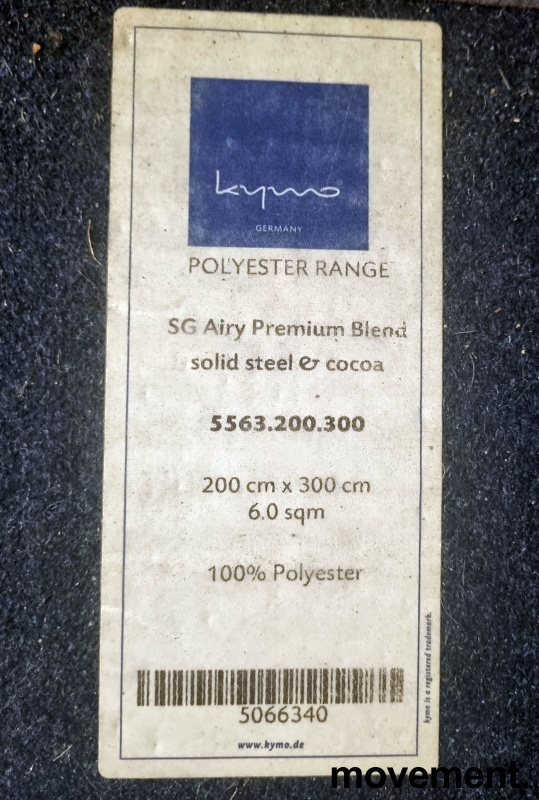 kymo
GERMANY
POLYESTER RANGE
SG Airy Premium Blend
solid steel & cocoa
5563.200.300
200 cm x 300 cm
6.0 sqm
100% Polyester
5066340
www.kymo.de
kymo is a registered trademark.
movement.